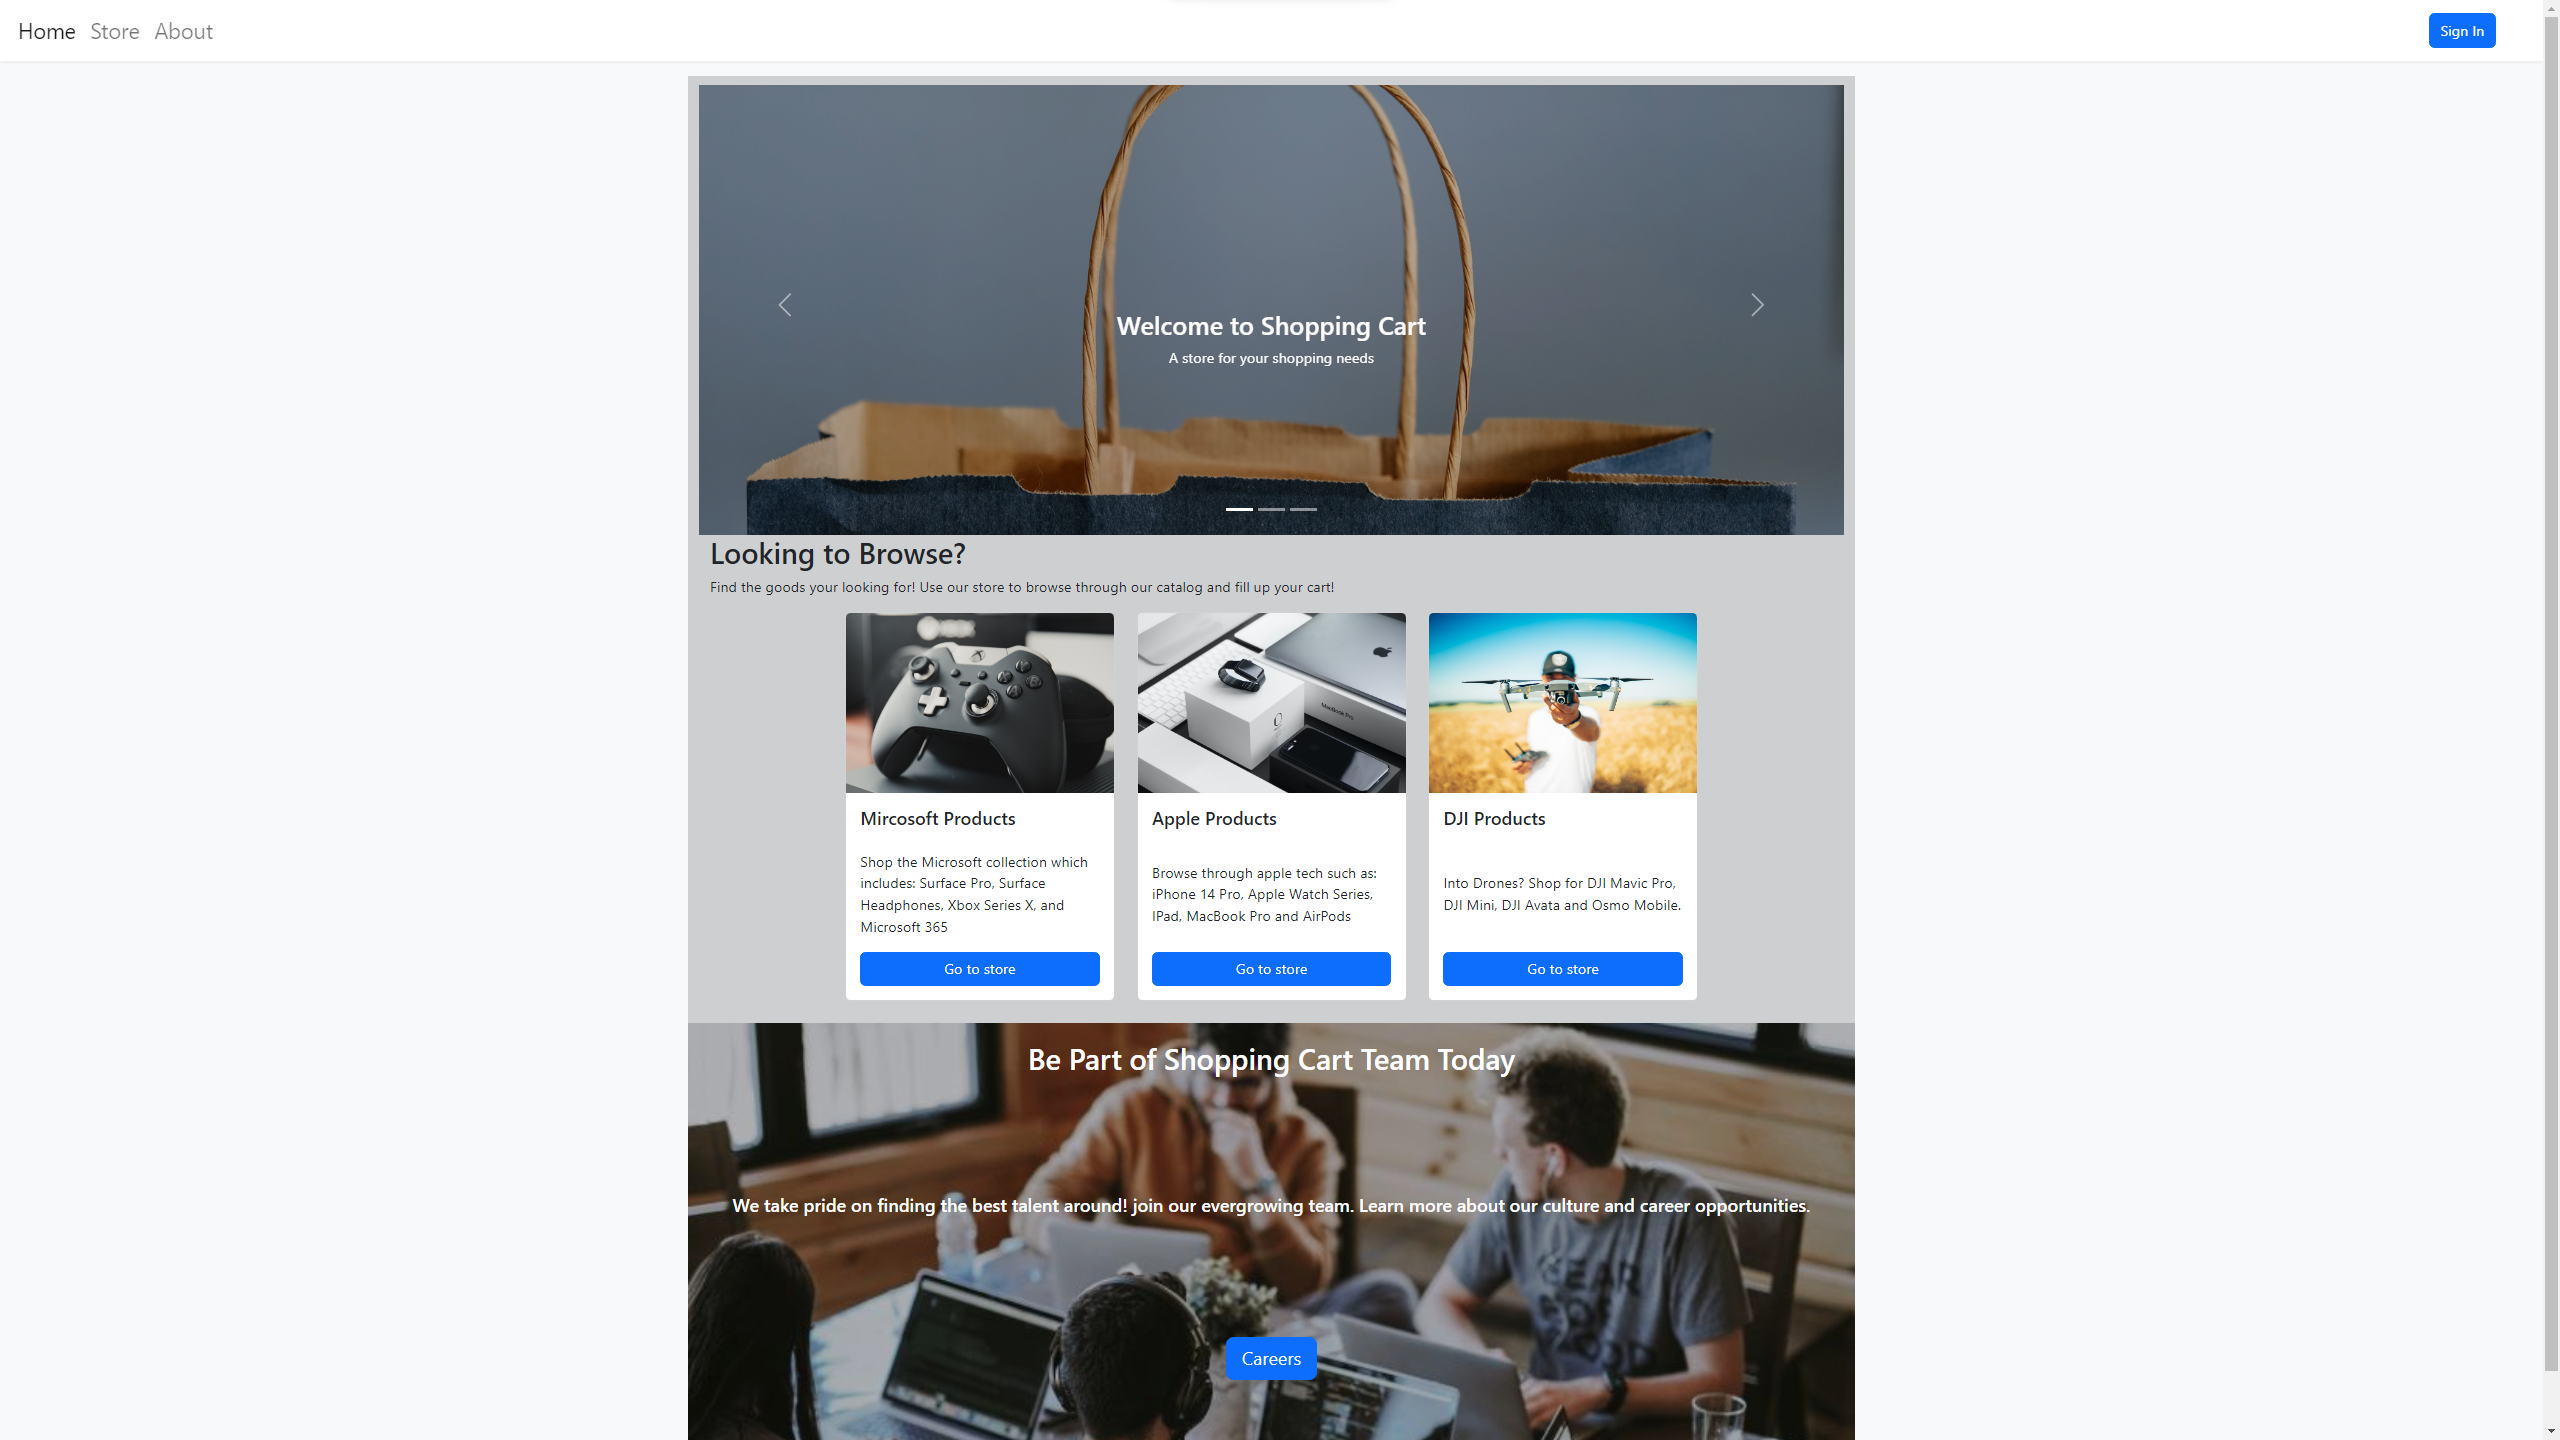 Home Store About Sign In
Welcome to Shopping Cart
A store for your shopping needs
Looking to Browse?
Find the goods your looking for! Use our store to browse through our catalog and fill up your cart!
MacBook Pro
Mircosoft Products
Shop the Microsoft collection which
includes: Surface Pro, Surface
Headphones, Xbox Series X, and
Microsoft 365
Go to store
Apple Products
Browse through apple tech such as:
iPhone 14 Pro, Apple Watch Series,
IPad, MacBook Pro and AirPods
Go to store
DJI Products
Into Drones? Shop for DJI Mavic Pro,
DJI Mini, DJI Avata and Osmo Mobile.
Go to store
Be Part of Shopping Cart Team Today
We take pride on finding the best talent around! join our evergrowing team. Learn more about our culture and career opportunities.
Careers